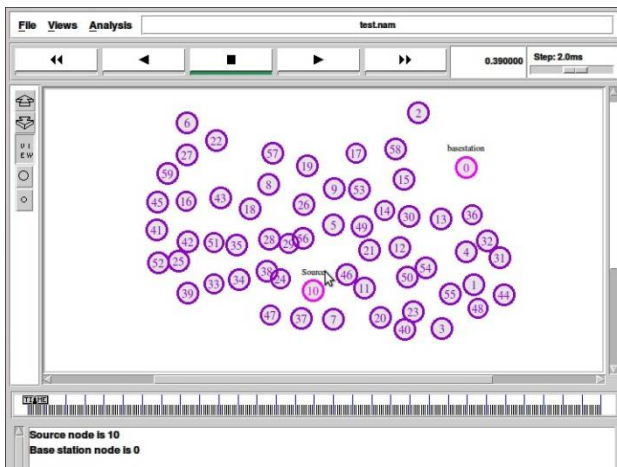 File Views Analysis test.nam
0.390000 Step: 2.0ms
VIEW
6
2
22
27 57 19 17 58
basestation
0
59 8 9 53 15
45 16 43 18 26 14 30 13 36
41 42 51 35 28 29 56 5 49 21 12 4 32 31
52 25 38 24 Source 46 50 54
39 33 34 10 11 55 1 44
47 37 7 20 23 40 3 48
TIME
Source node is 10
Base station node is 0